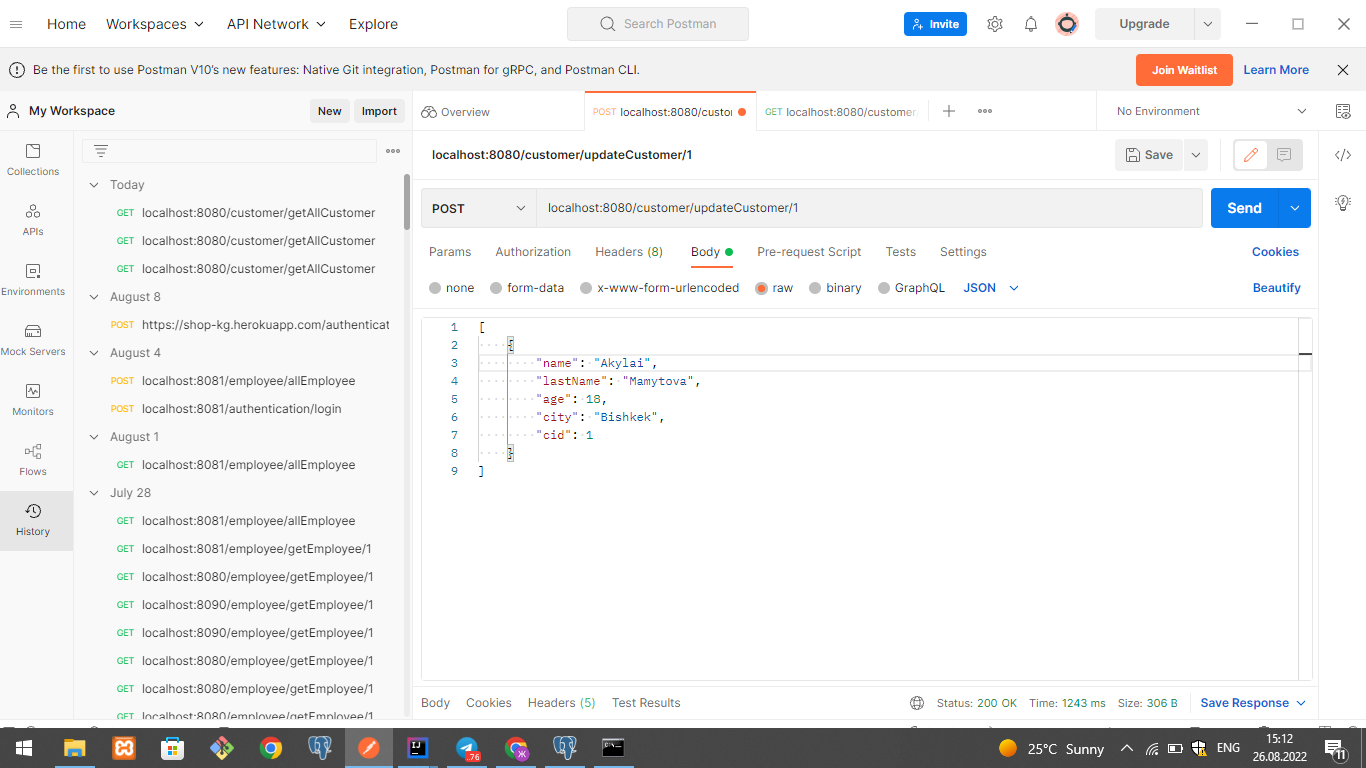 Home Workspaces API Network Explore Search Postman Invite Upgrade
Be the first to use Postman V10's new features: Native Git integration, Postman for gRPC, and Postman CLI. Join Waitlist Learn More
My Workspace New Import
Overview POST localhost:8080/custo GET localhost:8080/customer No Environment
Collections
APIs
Environments
Mock Servers
Monitors
Flows
History
Today
GET localhost:8080/customer/getAllCustomer
GET localhost:8080/customer/getAllCustomer
GET localhost:8080/customer/getAllCustomer
August 8
POST https://shop-kg.herokuapp.com/authenticat
August 4
POST localhost:8081/employee/allEmployee
POST localhost:8081/authentication/login
August 1
GET localhost:8081/employee/allEmployee
July 28
GET localhost:8081/employee/allEmployee
GET localhost:8081/employee/getEmployee/1
GET localhost:8080/employee/getEmployee/1
GET localhost:8090/employee/getEmployee/1
GET localhost:8090/employee/getEmployee/1
GET localhost:8080/employee/getEmployee/1
GET localhost:8080/employee/getEmployee/1
GET localhost:8080/employee/getEmployee/1
localhost:8080/customer/updateCustomer/1 Save
POST localhost:8080/customer/updateCustomer/1 Send
Params Authorization Headers (8) Body Pre-request Script Tests Settings Cookies
none form-data x-www-form-urlencoded raw binary GraphQL JSON Beautify
1 [
2 {
3 "name": "Akylai",
4 "lastName": "Mamytova",
5 "age": 18,
6 "city": "Bishkek",
7 "cid": 1
8 }
9 ]
Body Cookies Headers (5) Test Results Status: 200 OK Time: 1243 ms Size: 306 B Save Response
.76 Ж 25°C Sunny ENG 15:12
26.08.2022 11